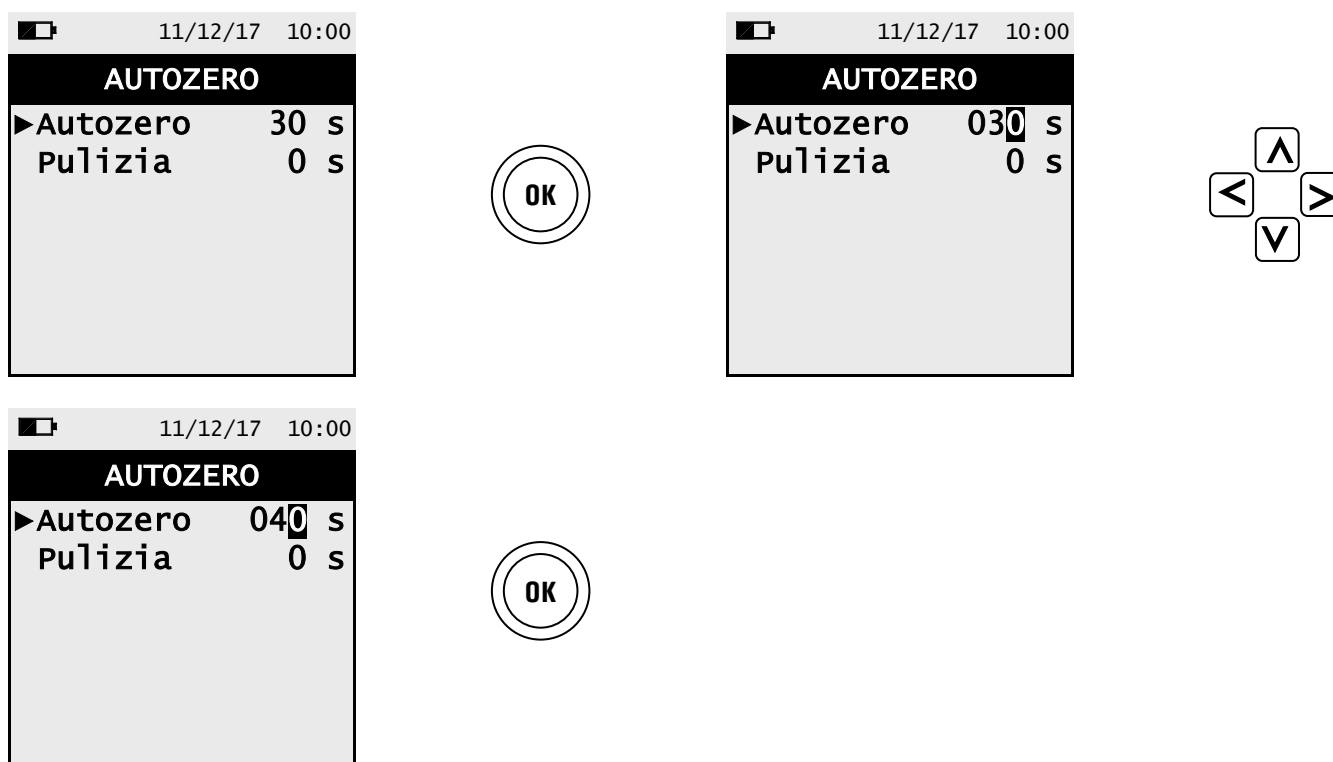 11/12/17 10:00
AUTOZERO
▶Autozero 30 s
Pulizia 0 s
OK
11/12/17 10:00
AUTOZERO
▶Autozero 030 s
Pulizia 0 s
11/12/17 10:00
AUTOZERO
▶Autozero 040 s
Pulizia 0 s
OK